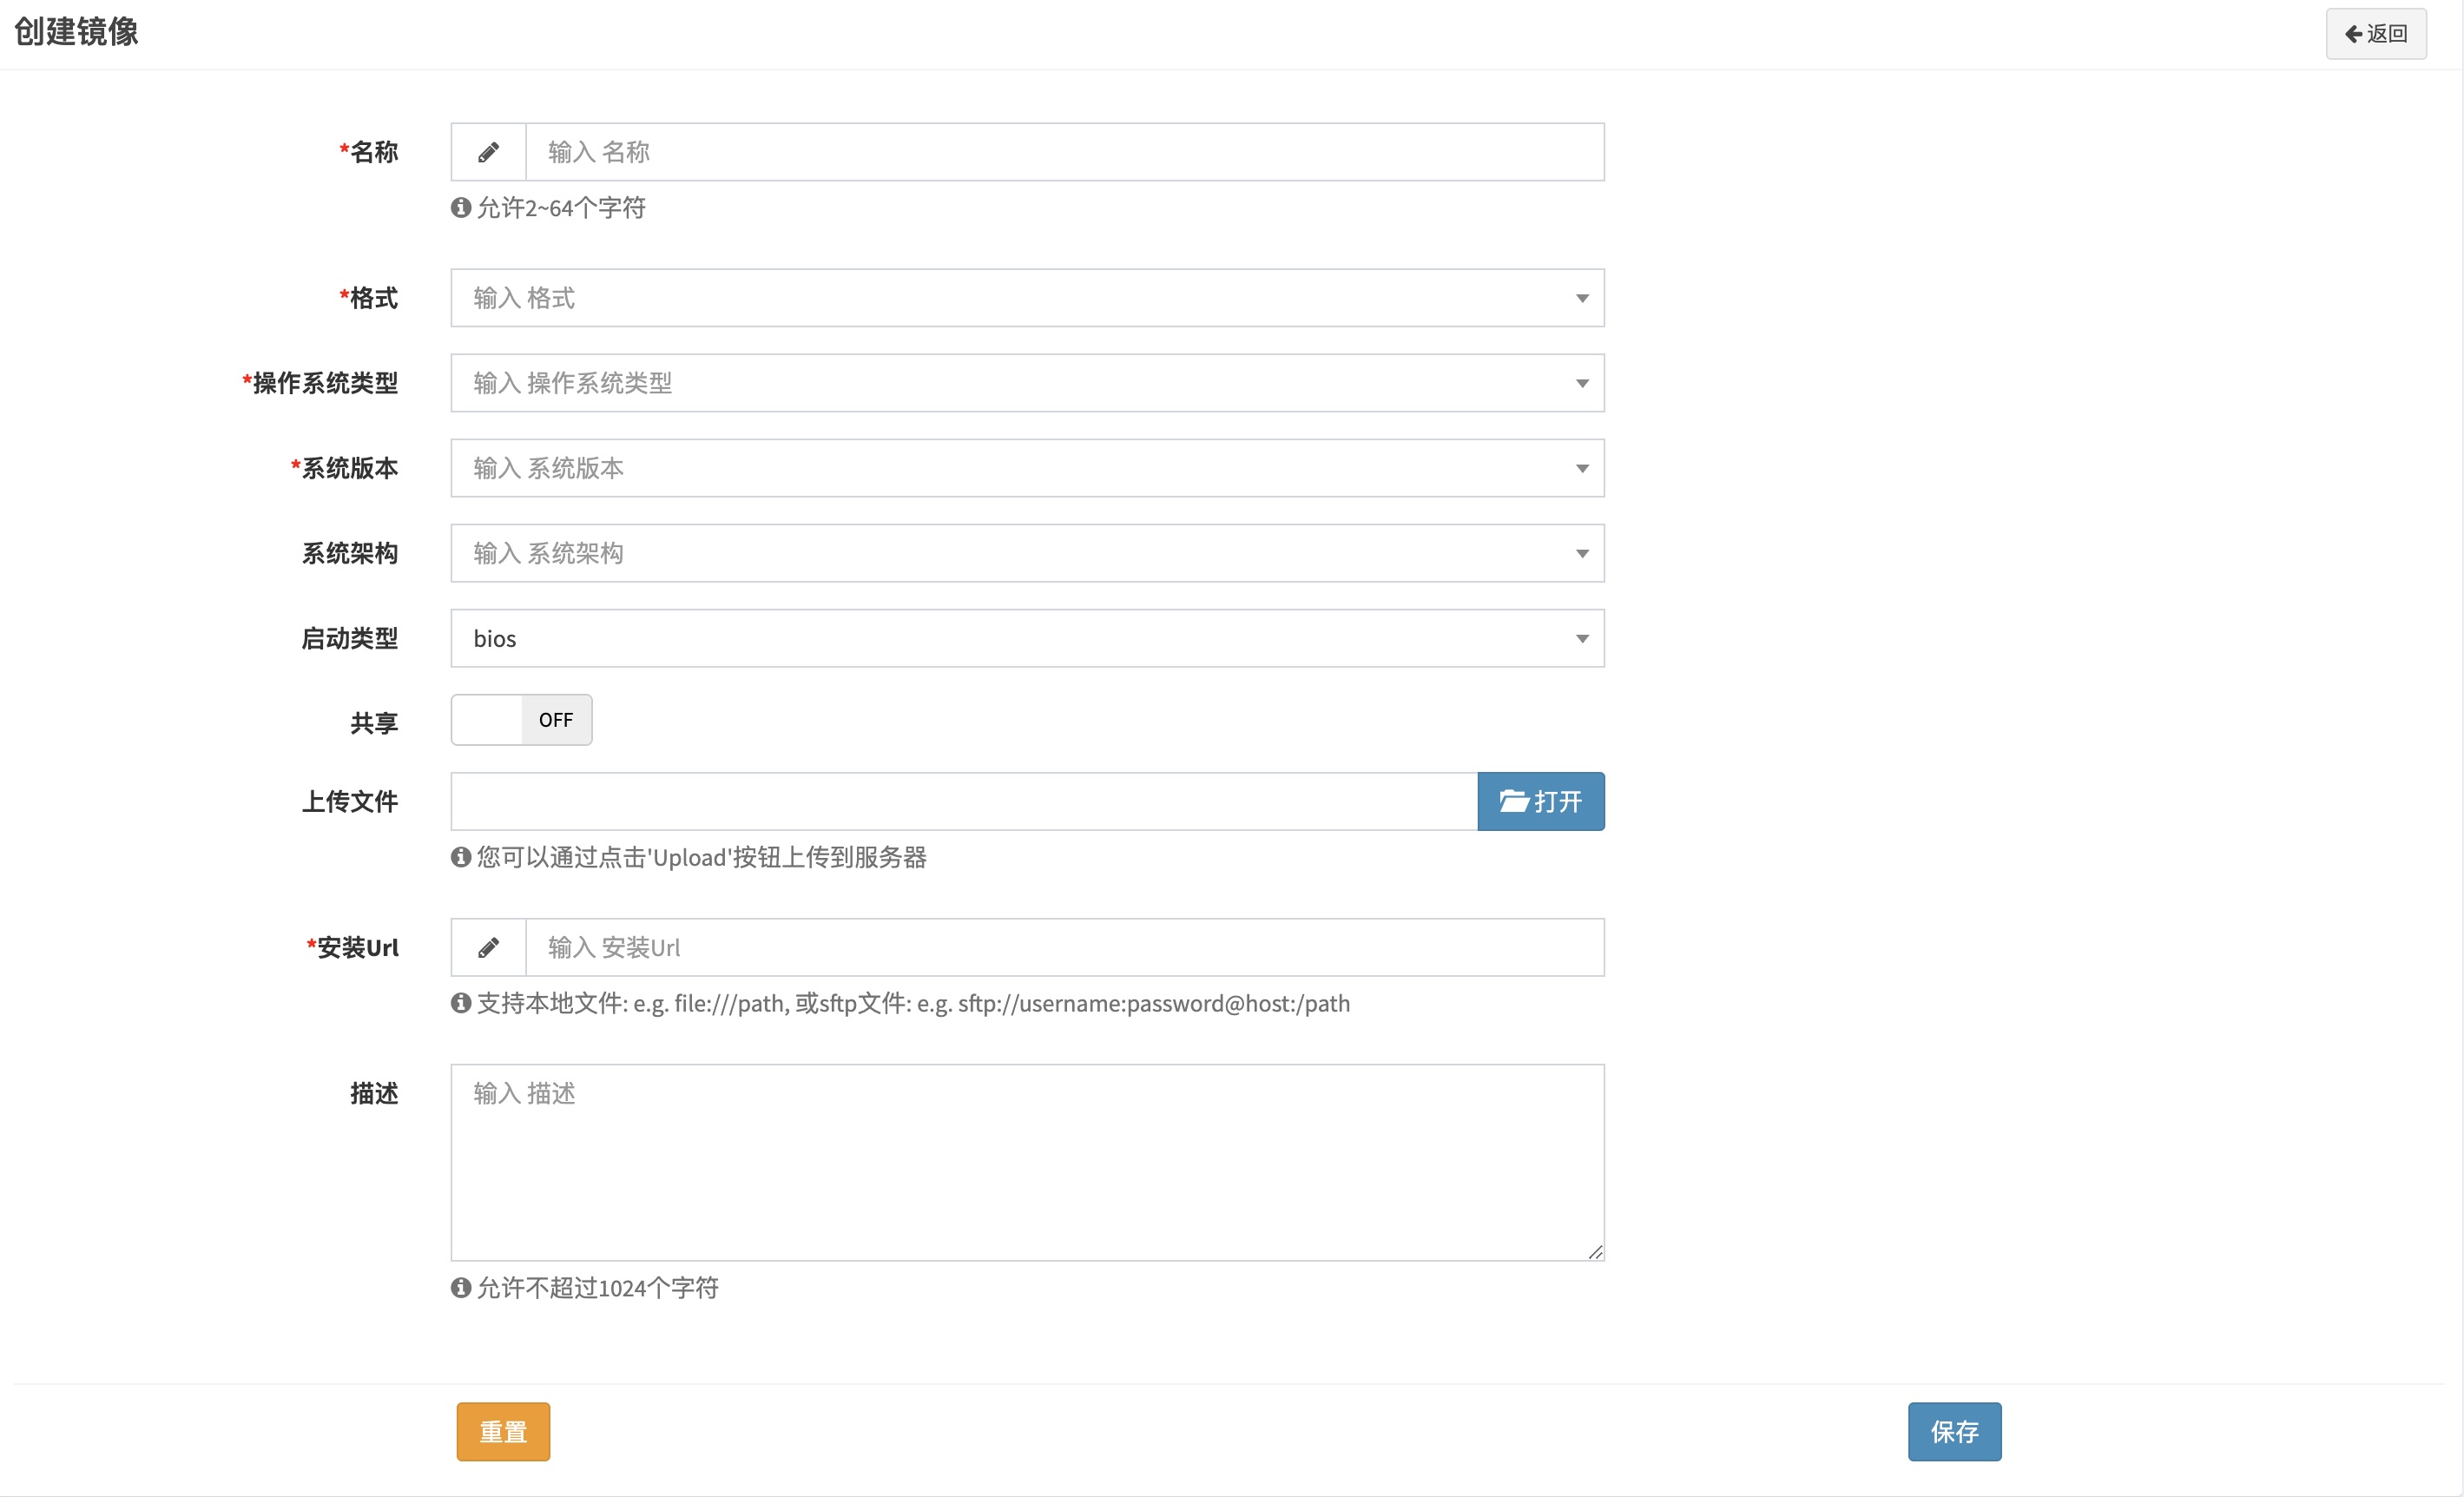 创建镜像
返回
*名称
输入 名称
允许2~64个字符
*格式
输入 格式
*操作系统类型
输入 操作系统类型
*系统版本
输入 系统版本
系统架构
输入 系统架构
启动类型
bios
共享
OFF
上传文件
打开
您可以通过点击'Upload'按钮上传到服务器
*安装Url
输入 安装Url
支持本地文件: e.g. file:///path, 或sftp文件: e.g. sftp://username:password@host:/path
描述
输入 描述
允许不超过1024个字符
重置
保存